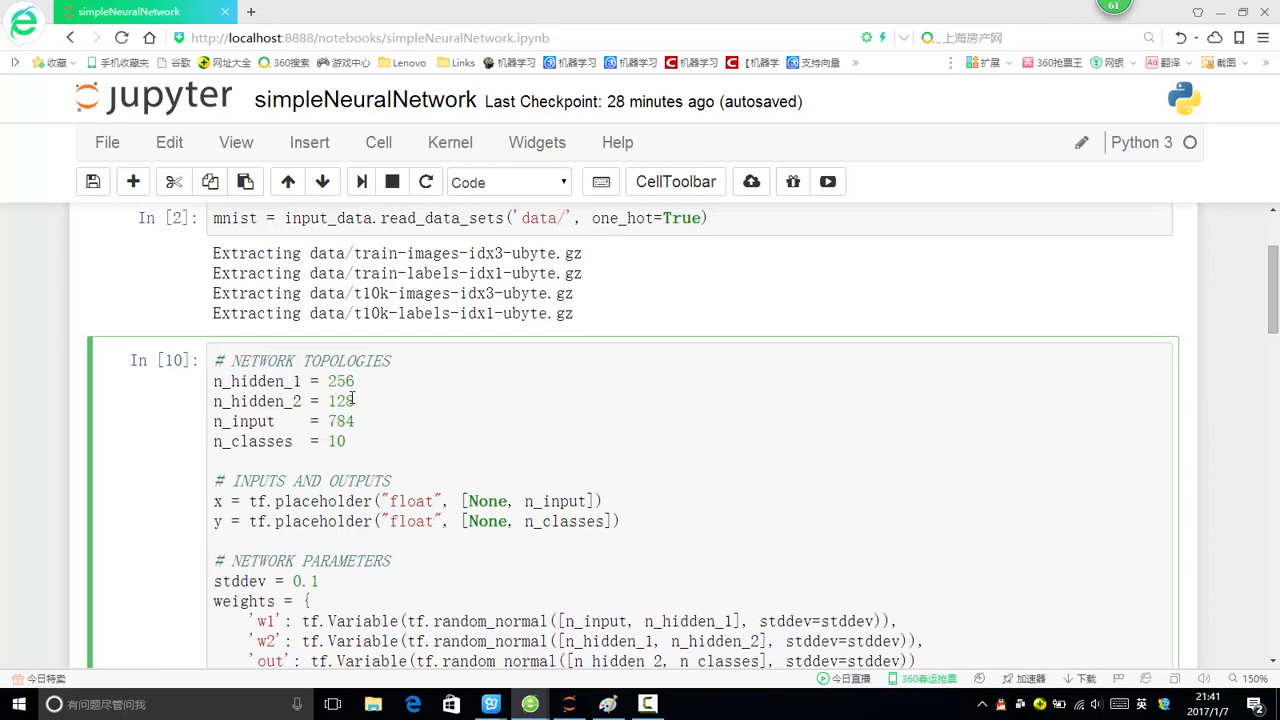 simpleNeuralNetwork
61
http://localhost:8888/notebooks/simpleNeuralNetwork.ipynb
上海房产网
收藏 手机收藏夹 谷歌 网址大全 360搜索 游戏中心 Lenovo Links 机器学习 机器学习 机器学习 机器学习 【机器学 支持向量 » 扩展 360抢票王 网银 翻译 截图 »
jupyter simpleNeuralNetwork Last Checkpoint: 28 minutes ago (autosaved)
File Edit View Insert Cell Kernel Widgets Help Python 3
Code CellToolbar
In [2]: mnist = input_data.read_data_sets('data/', one_hot=True)
Extracting data/train-images-idx3-ubyte.gz
Extracting data/train-labels-idx1-ubyte.gz
Extracting data/t10k-images-idx3-ubyte.gz
Extracting data/t10k-labels-idx1-ubyte.gz
In [10]: # NETWORK TOPOLOGIES
n_hidden_1 = 256
n_hidden_2 = 128
n_input    = 784
n_classes  = 10
# INPUTS AND OUTPUTS
x = tf.placeholder("float", [None, n_input])
y = tf.placeholder("float", [None, n_classes])
# NETWORK PARAMETERS
stddev = 0.1
weights = {
    'w1': tf.Variable(tf.random_normal([n_input, n_hidden_1], stddev=stddev)),
    'w2': tf.Variable(tf.random_normal([n_hidden_1, n_hidden_2], stddev=stddev)),
    'out': tf.Variable(tf.random_normal([n_hidden_2, n_classes], stddev=stddev))
今日特卖 今日直播 360春运抢票 加速器 下载 150%
有问题尽管问我 英 21:41
2017/1/7 2